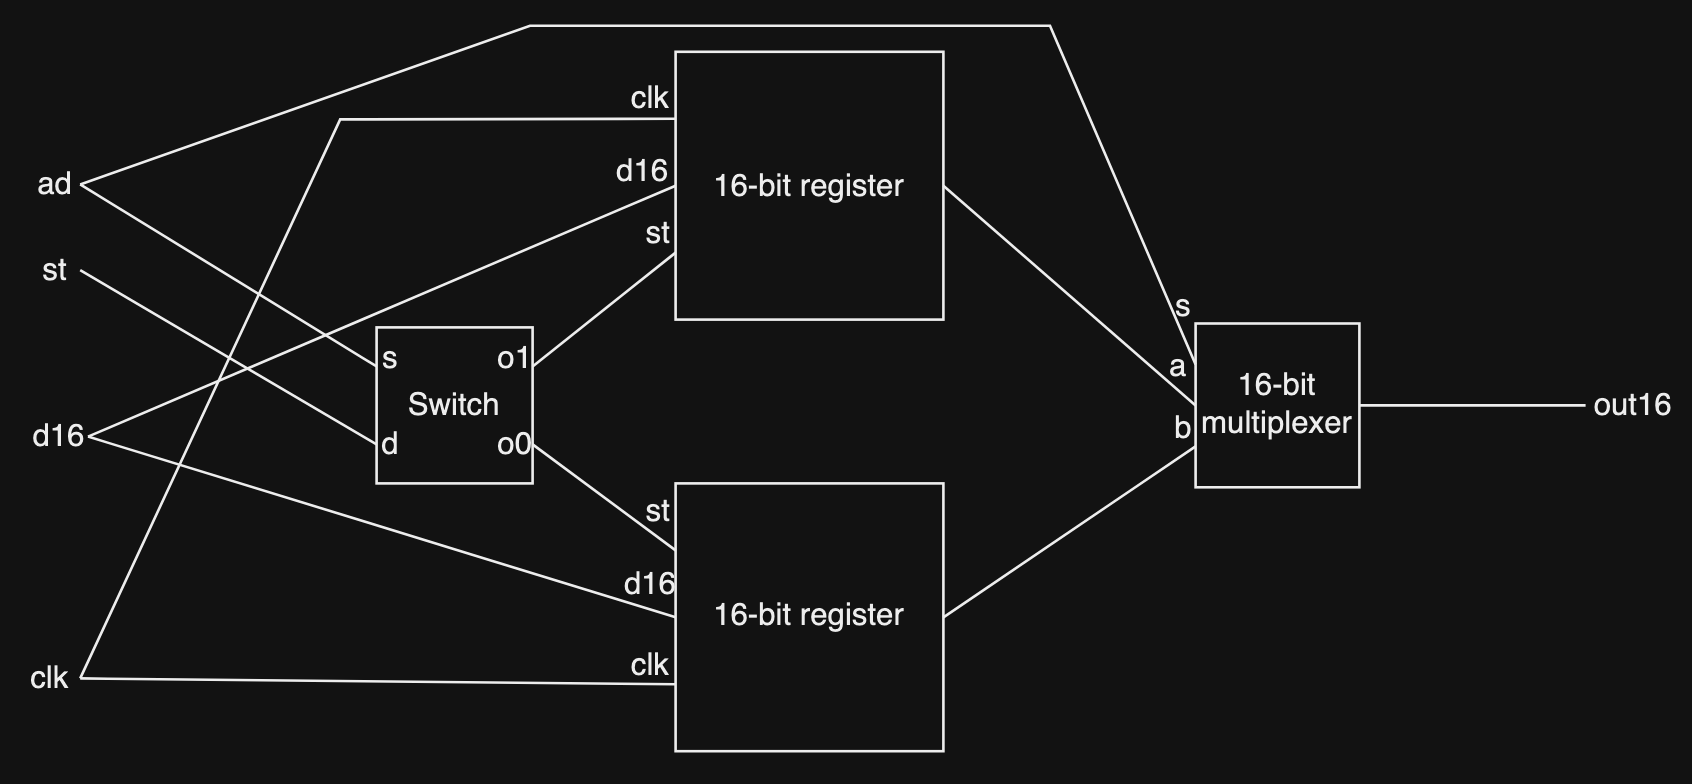 ad
st
d16
clk
s
d
o1
o0
Switch
clk
d16
st
16-bit register
st
d16
clk
16-bit register
s
a
b
16-bit
multiplexer
out16